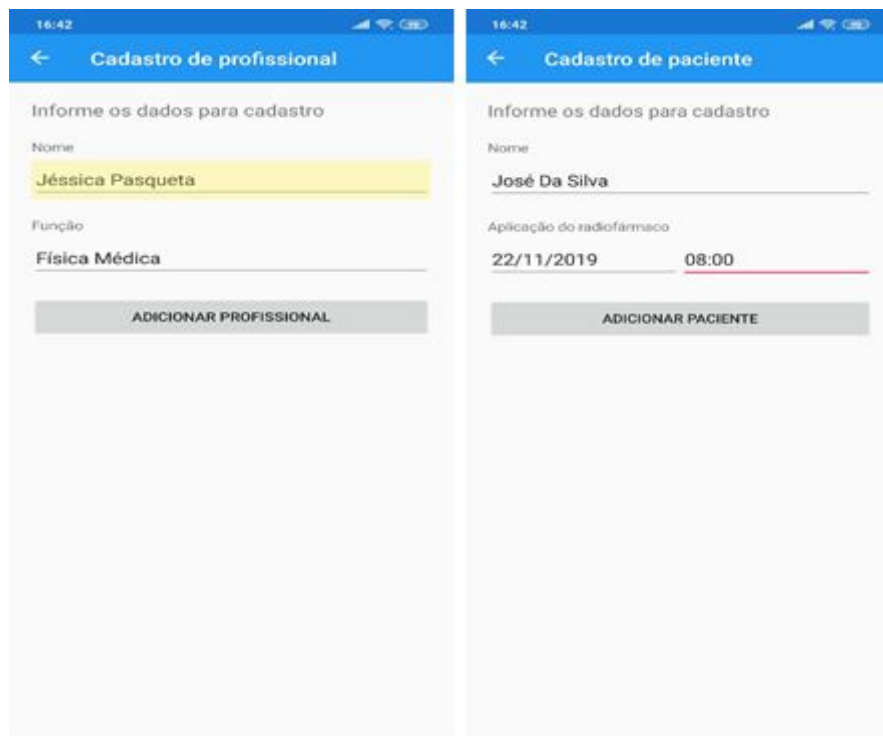 16:42
Cadastro de profissional
Informe os dados para cadastro
Nome
Jéssica Pasqueta
Função
Física Médica
ADICIONAR PROFISSIONAL
16:42
Cadastro de paciente
Informe os dados para cadastro
Nome
José Da Silva
Aplicação do radiofármaco
22/11/2019 08:00
ADICIONAR PACIENTE